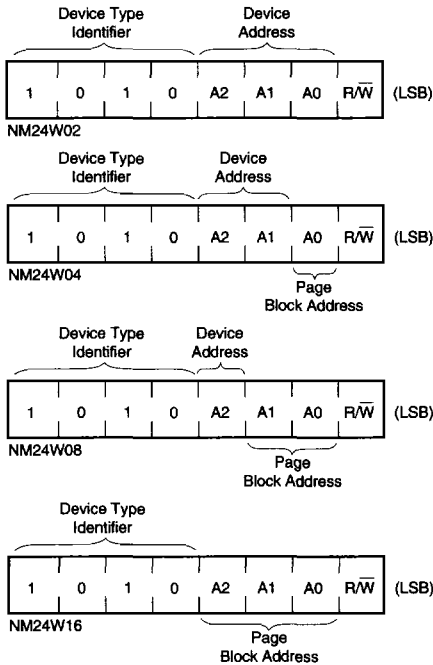 Device Type Device
Identifier Address
1 0 1 0 A2 A1 A0 R/W̅ (LSB)
NM24W02
Device Type Device
Identifier Address
1 0 1 0 A2 A1 A0 R/W̅ (LSB)
NM24W04
Page
Block Address
Device Type Device
Identifier Address
1 0 1 0 A2 A1 A0 R/W̅ (LSB)
NM24W08
Page
Block Address
Device Type
Identifier
1 0 1 0 A2 A1 A0 R/W̅ (LSB)
NM24W16
Page
Block Address